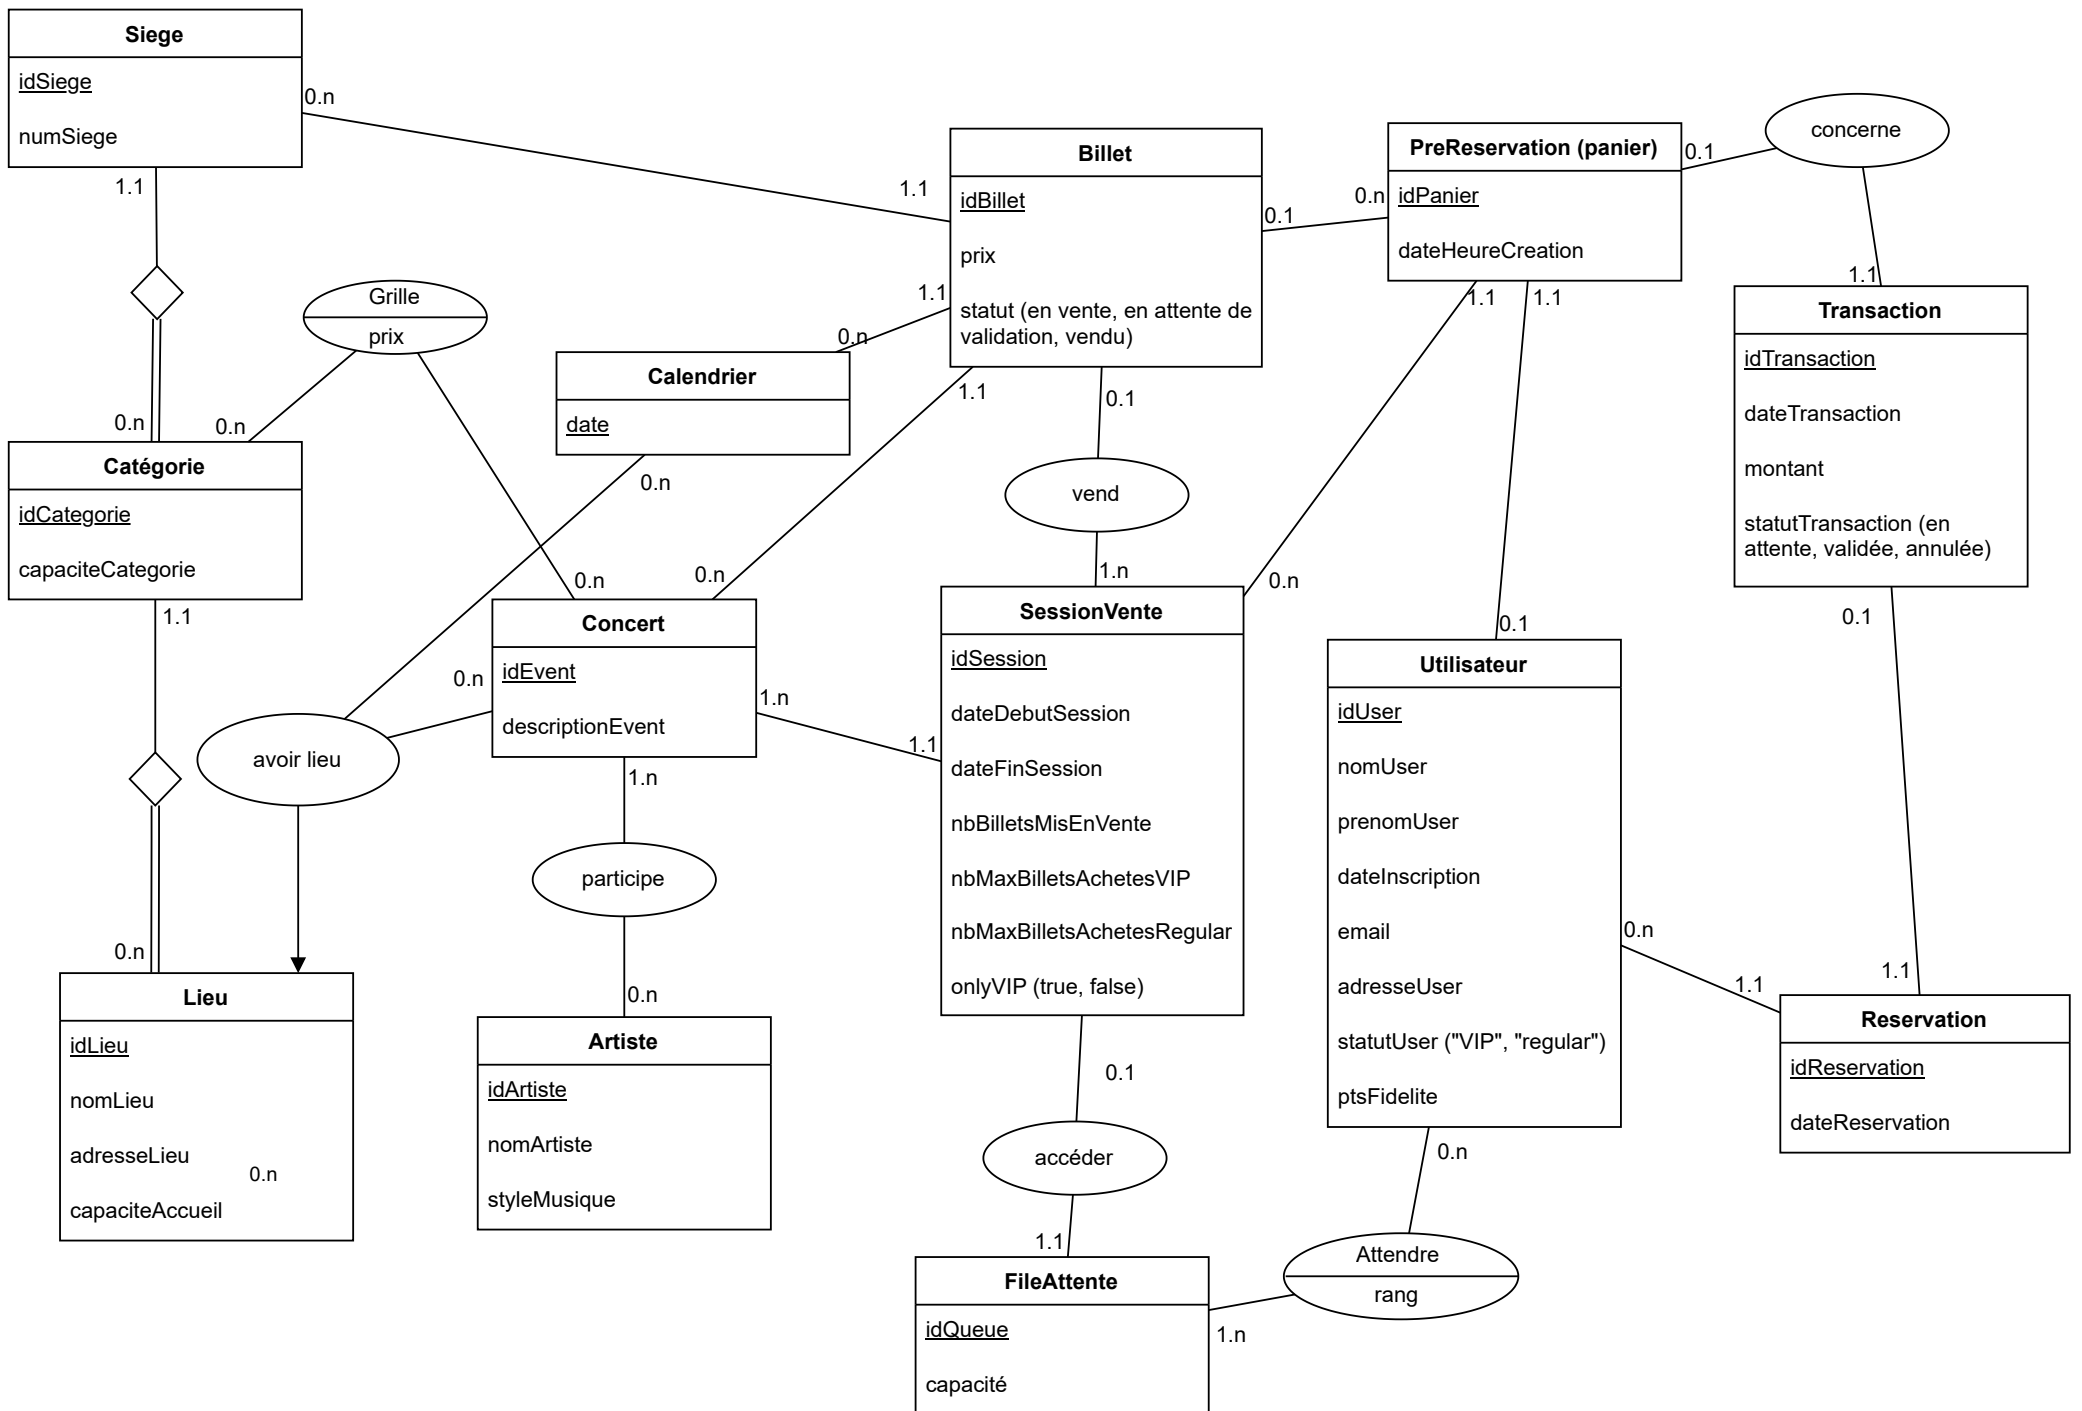 Siege
idSiege
numSiege
0.n
1.1
1.1
Billet
idBillet
prix
statut (en vente, en attente de
validation, vendu)
0.1
0.n
1.1
1.1
0.1
PreReservation (panier)
idPanier
dateHeureCreation
0.1
1.1
1.1
concerne
1.1
Transaction
idTransaction
dateTransaction
montant
statutTransaction (en
attente, validée, annulée)
0.1
Grille
prix
0.n
0.n
Calendrier
date
0.n
0.n
0.n
vend
1.n
Catégorie
idCategorie
capaciteCategorie
1.1
0.n
0.n
Concert
idEvent
descriptionEvent
0.n
1.n
1.n
avoir lieu
participe
0.n
SessionVente
idSession
dateDebutSession
dateFinSession
nbBilletsMisEnVente
nbMaxBilletsAchetesVIP
nbMaxBilletsAchetesRegular
onlyVIP (true, false)
1.1
0.n
0.1
0.1
Utilisateur
idUser
nomUser
prenomUser
dateInscription
email
adresseUser
statutUser ("VIP", "regular")
ptsFidelite
0.n
0.n
1.1
1.1
Reservation
idReservation
dateReservation
0.n
Lieu
idLieu
nomLieu
adresseLieu
0.n
capaciteAccueil
Artiste
idArtiste
nomArtiste
styleMusique
accéder
1.1
FileAttente
idQueue
capacité
Attendre
rang
1.n